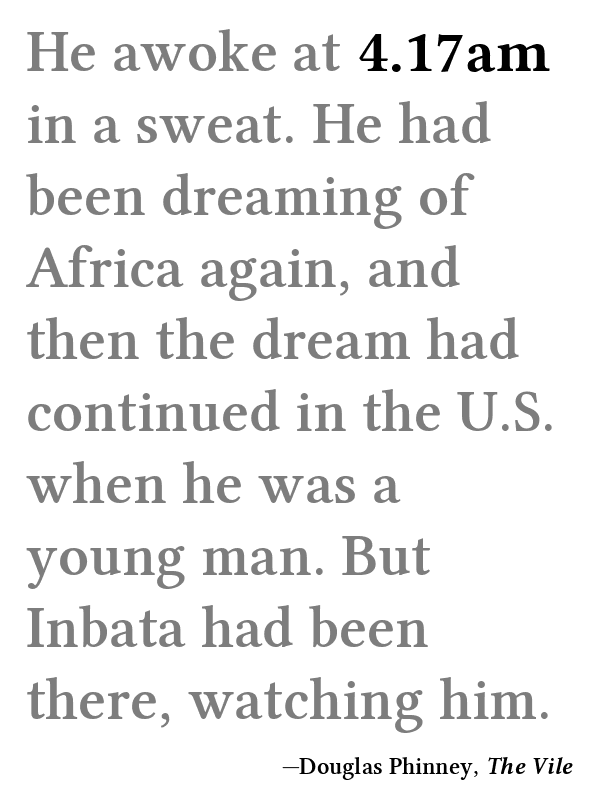 He awoke at 4.17am
in a sweat. He had
been dreaming of
Africa again, and
then the dream had
continued in the U.S.
when he was a
young man. But
Inbata had been
there, watching him.
—Douglas Phinney, The Vile